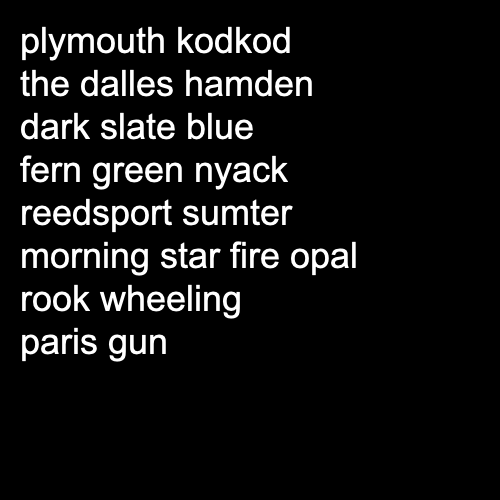 plymouth kodkod
the dalles hamden
dark slate blue
fern green nyack
reedsport sumter
morning star fire opal
rook wheeling
paris gun